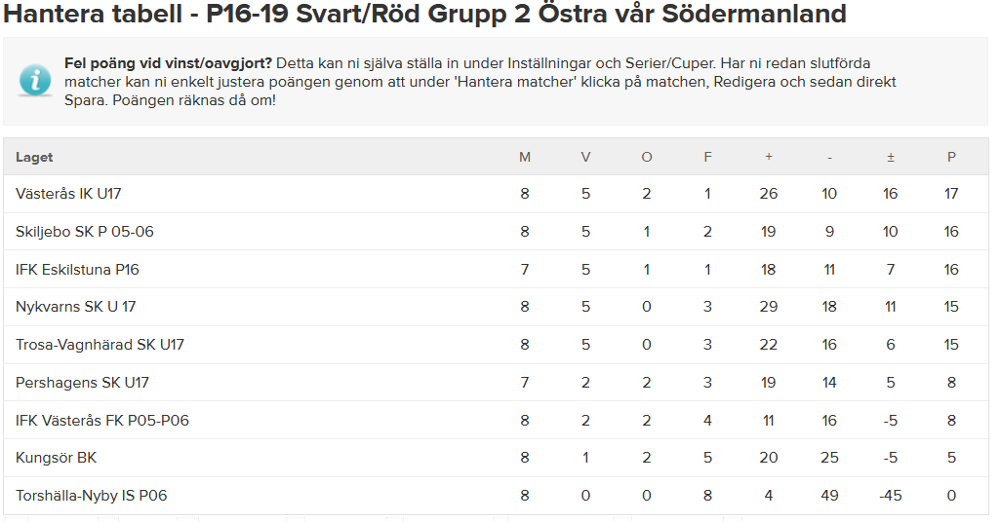 Hantera tabell - P16-19 Svart/Röd Grupp 2 Östra vår Södermanland
Fel poäng vid vinst/oavgjort? Detta kan ni själva ställa in under Inställningar och Serier/Cuper. Har ni redan slutförda
matcher kan ni enkelt justera poängen genom att under 'Hantera matcher' klicka på matchen, Redigera och sedan direkt
Spara. Poängen räknas då om!
Laget M V O F + - ± P
Västerås IK U17 8 5 2 1 26 10 16 17
Skiljebo SK P 05-06 8 5 1 2 19 9 10 16
IFK Eskilstuna P16 7 5 1 1 18 11 7 16
Nykvarns SK U 17 8 5 0 3 29 18 11 15
Trosa-Vagnhärad SK U17 8 5 0 3 22 16 6 15
Pershagens SK U17 7 2 2 3 19 14 5 8
IFK Västerås FK P05-P06 8 2 2 4 11 16 -5 8
Kungsör BK 8 1 2 5 20 25 -5 5
Torshälla-Nyby IS P06 8 0 0 8 4 49 -45 0